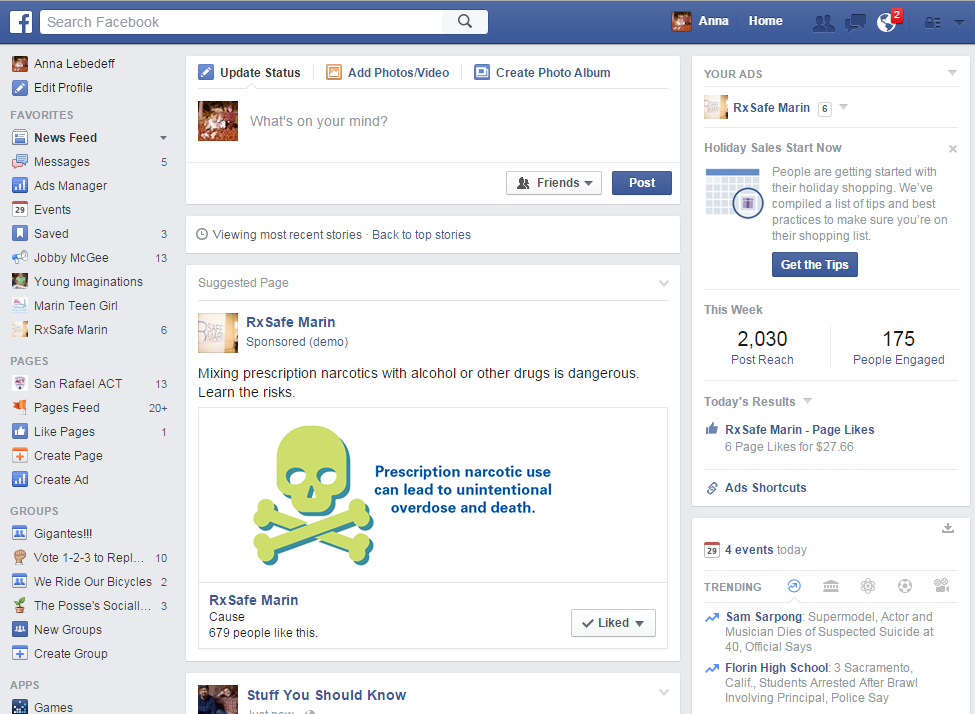 Search Facebook
Anna
Home
2
Anna Lebedeff
Edit Profile
FAVORITES
News Feed
Messages 5
Ads Manager
29 Events
Saved 3
Jobby McGee 13
Young Imaginations
Marin Teen Girl
RxSafe Marin 6
PAGES
San Rafael ACT 13
Pages Feed 20+
Like Pages 1
Create Page
Create Ad
GROUPS
Gigantes!!!
Vote 1-2-3 to Repl... 10
We Ride Our Bicycles 2
The Posse's Sociall... 3
New Groups
Create Group
APPS
Games
Update Status
Add Photos/Video
Create Photo Album
What's on your mind?
Friends
Post
Viewing most recent stories · Back to top stories
Suggested Page
RxSafe Marin
Sponsored (demo)
Mixing prescription narcotics with alcohol or other drugs is dangerous.
Learn the risks.
Prescription narcotic use
can lead to unintentional
overdose and death.
RxSafe Marin
Cause
679 people like this.
Liked
Stuff You Should Know
Just now
YOUR ADS
RxSafe Marin 6
Holiday Sales Start Now
People are getting started with
their holiday shopping. We've
compiled a list of tips and best
practices to make sure you're on
their shopping list.
Get the Tips
This Week
2,030
Post Reach
175
People Engaged
Today's Results
RxSafe Marin - Page Likes
6 Page Likes for $27.66
Ads Shortcuts
29 4 events today
TRENDING
Sam Sarpong: Supermodel, Actor and
Musician Dies of Suspected Suicide at
40, Official Says
Florin High School: 3 Sacramento,
Calif., Students Arrested After Brawl
Involving Principal, Police Say